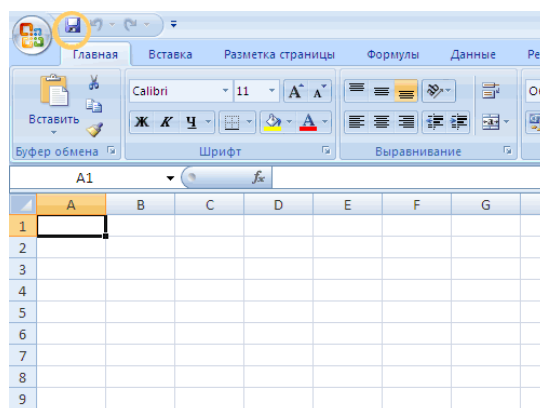 Главная Вставка Разметка страницы Формулы Данные Ре
Calibri 11 A A
Вставить Ж К Ч A
Буфер обмена Шрифт Выравнивание
A1 fx
A B C D E F G
1
2
3
4
5
6
7
8
9